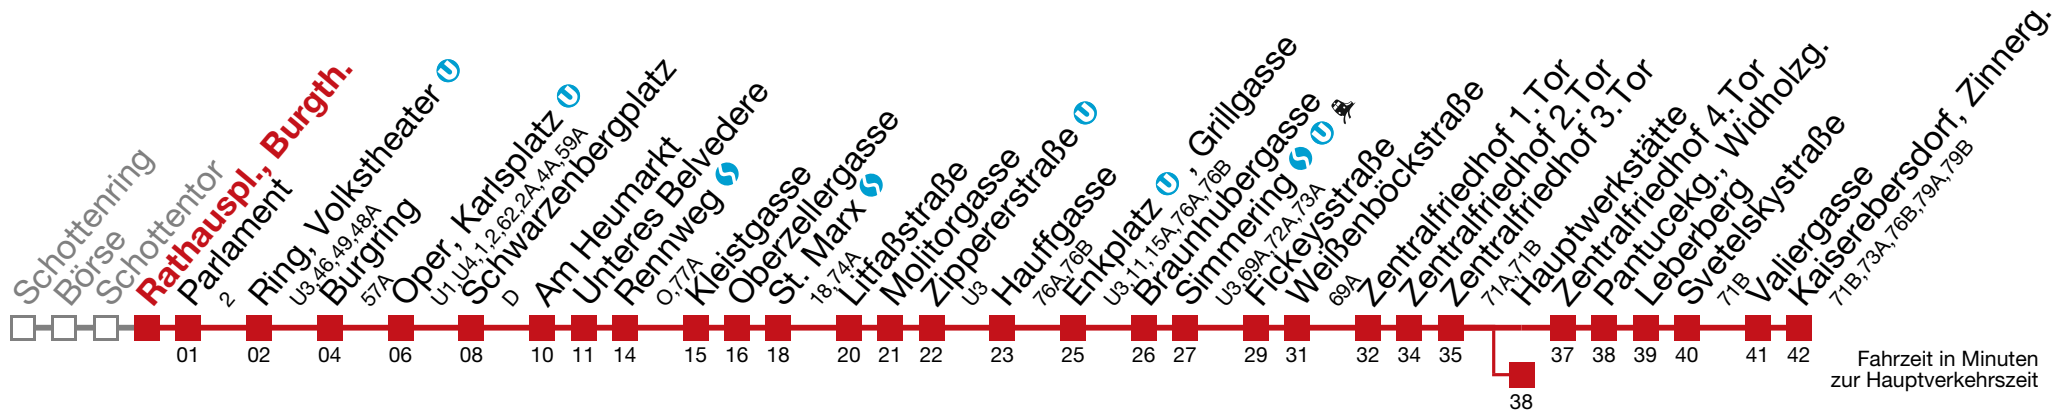 Schottenring
Börse
Schottentor
Rathauspl., Burgth.
Parlament
2
Ring, Volkstheater U
U3,46,49,48A
Burgring
57A
Oper, Karlsplatz U
U1,U4,1,2,62,2A,4A,59A
Schwarzenbergplatz
D
Am Heumarkt
Unteres Belvedere
Rennweg
O,77A
Kleistgasse
Oberzellergasse
St. Marx
18,74A
Litfaßstraße
Molitorgasse
Zippererstraße U
U3
Hauffgasse
76A,76B
Enkplatz U , Grillgasse
U3,11,15A,76A,76B
Braunhubergasse
Simmering U
U3,69A,72A,73A
Fickeysstraße
Weißenböckstraße
69A
Zentralfriedhof 1.Tor
Zentralfriedhof 2.Tor
Zentralfriedhof 3.Tor
71A,71B
Hauptwerkstätte
Zentralfriedhof 4.Tor
Pantucekg., Widholzg.
Leberberg
Svetelskystraße
71B
Valiergasse
Kaiserebersdorf, Zinnerg.
71B,73A,76B,79A,79B
01 02 04 06 08 10 11 14 15 16 18 20 21 22 23 25 26 27 29 31 32 34 35 37 38 39 40 41 42
38
Fahrzeit in Minuten
zur Hauptverkehrszeit